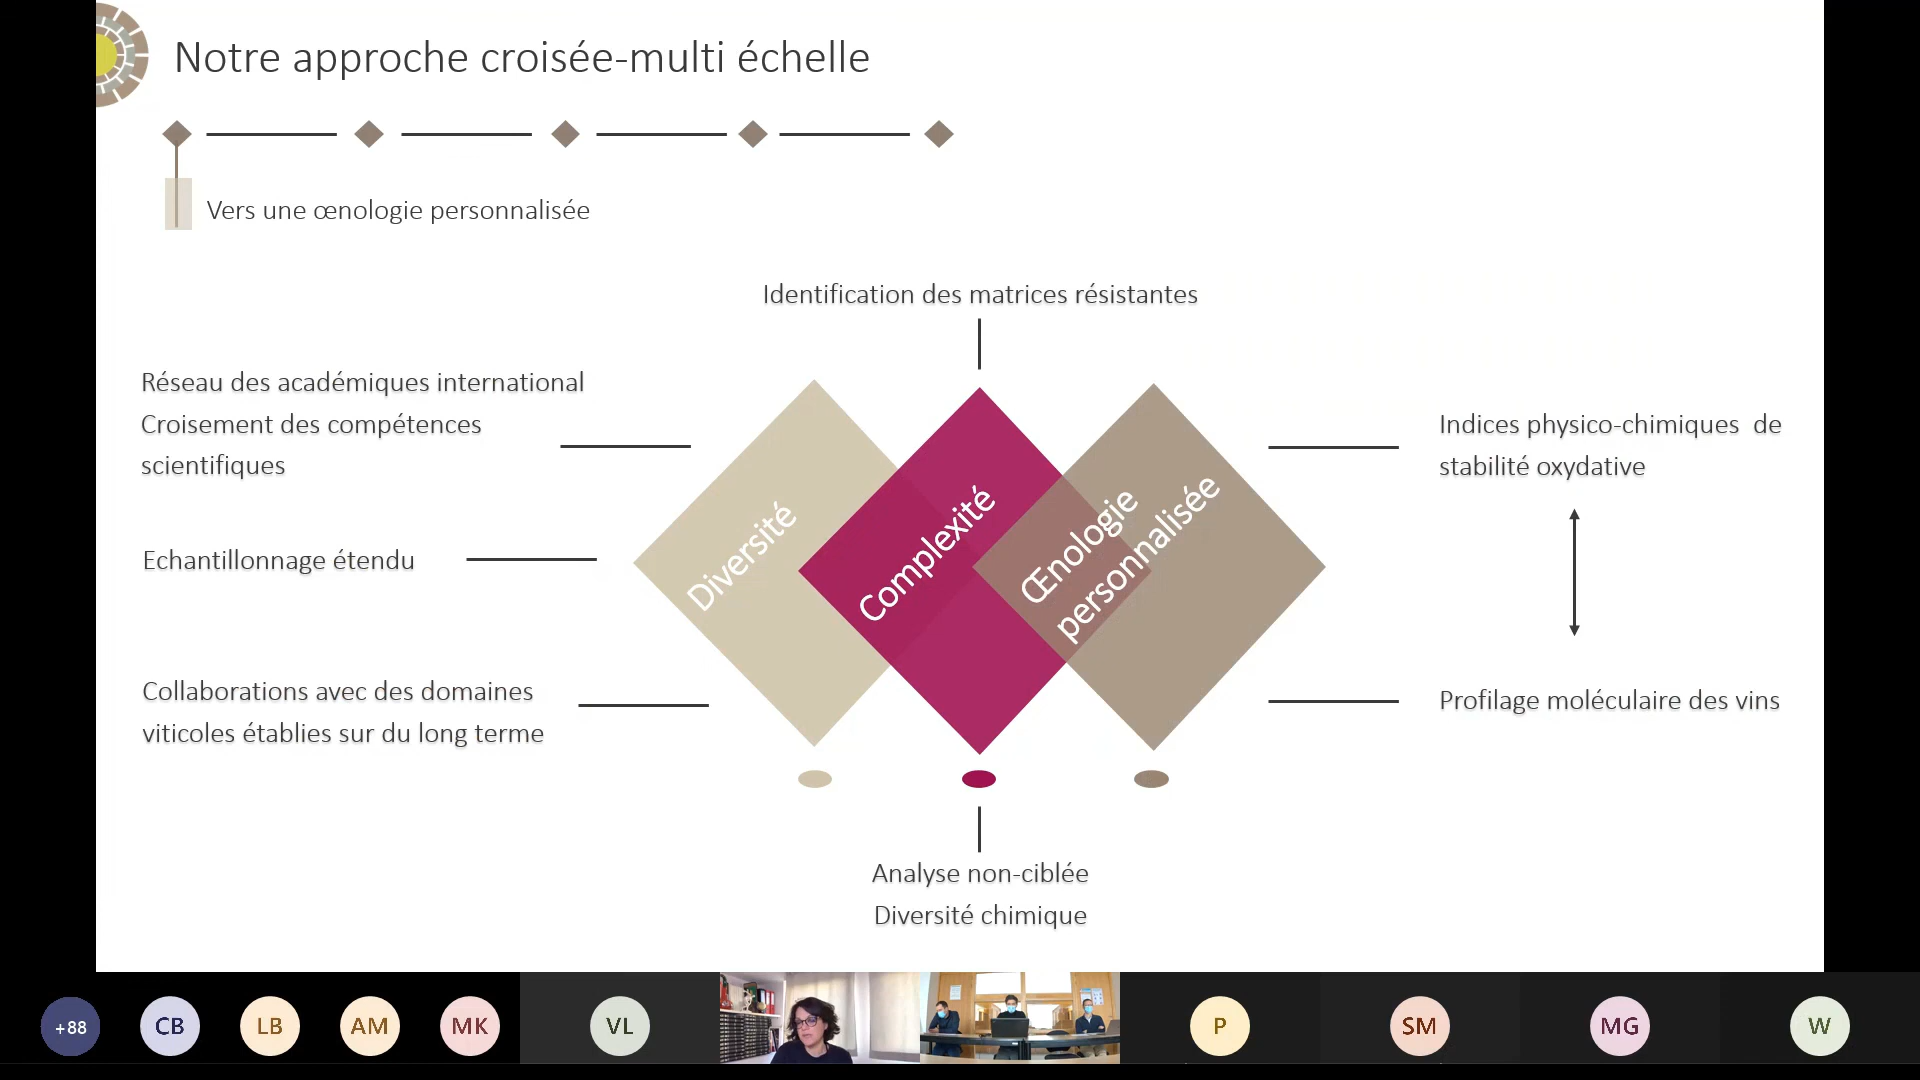 Notre approche croisée-multi échelle
Vers une œnologie personnalisée
Identification des matrices résistantes
Réseau des académiques international
Croisement des compétences
scientifiques
Echantillonnage étendu
Collaborations avec des domaines
viticoles établies sur du long terme
Diversité
Complexité
Œnologie
personnalisée
Indices physico-chimiques  de
stabilité oxydative
Profilage moléculaire des vins
Analyse non-ciblée
Diversité chimique
+88
CB
LB
AM
MK
VL
P
SM
MG
W